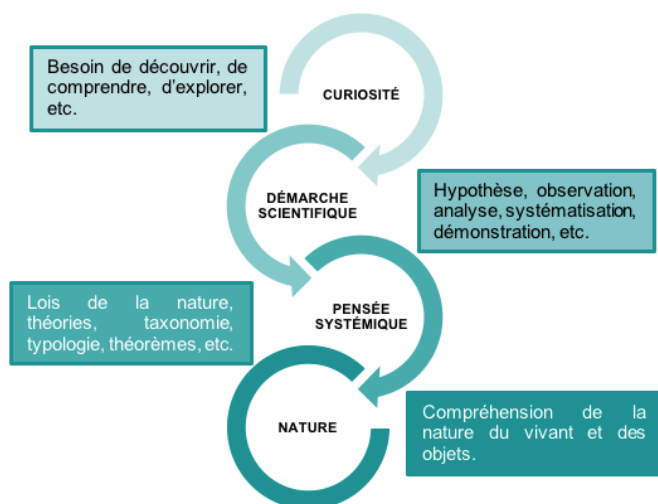 Besoin de découvrir, de
comprendre, d'explorer,
etc.
CURIOSITÉ
DÉMARCHE
SCIENTIFIQUE
Hypothèse, observation,
analyse, systématisation,
démonstration, etc.
Lois de la nature,
théories, taxonomie,
typologie, théorèmes, etc.
PENSÉE
SYSTÉMIQUE
NATURE
Compréhension de la
nature du vivant et des
objets.